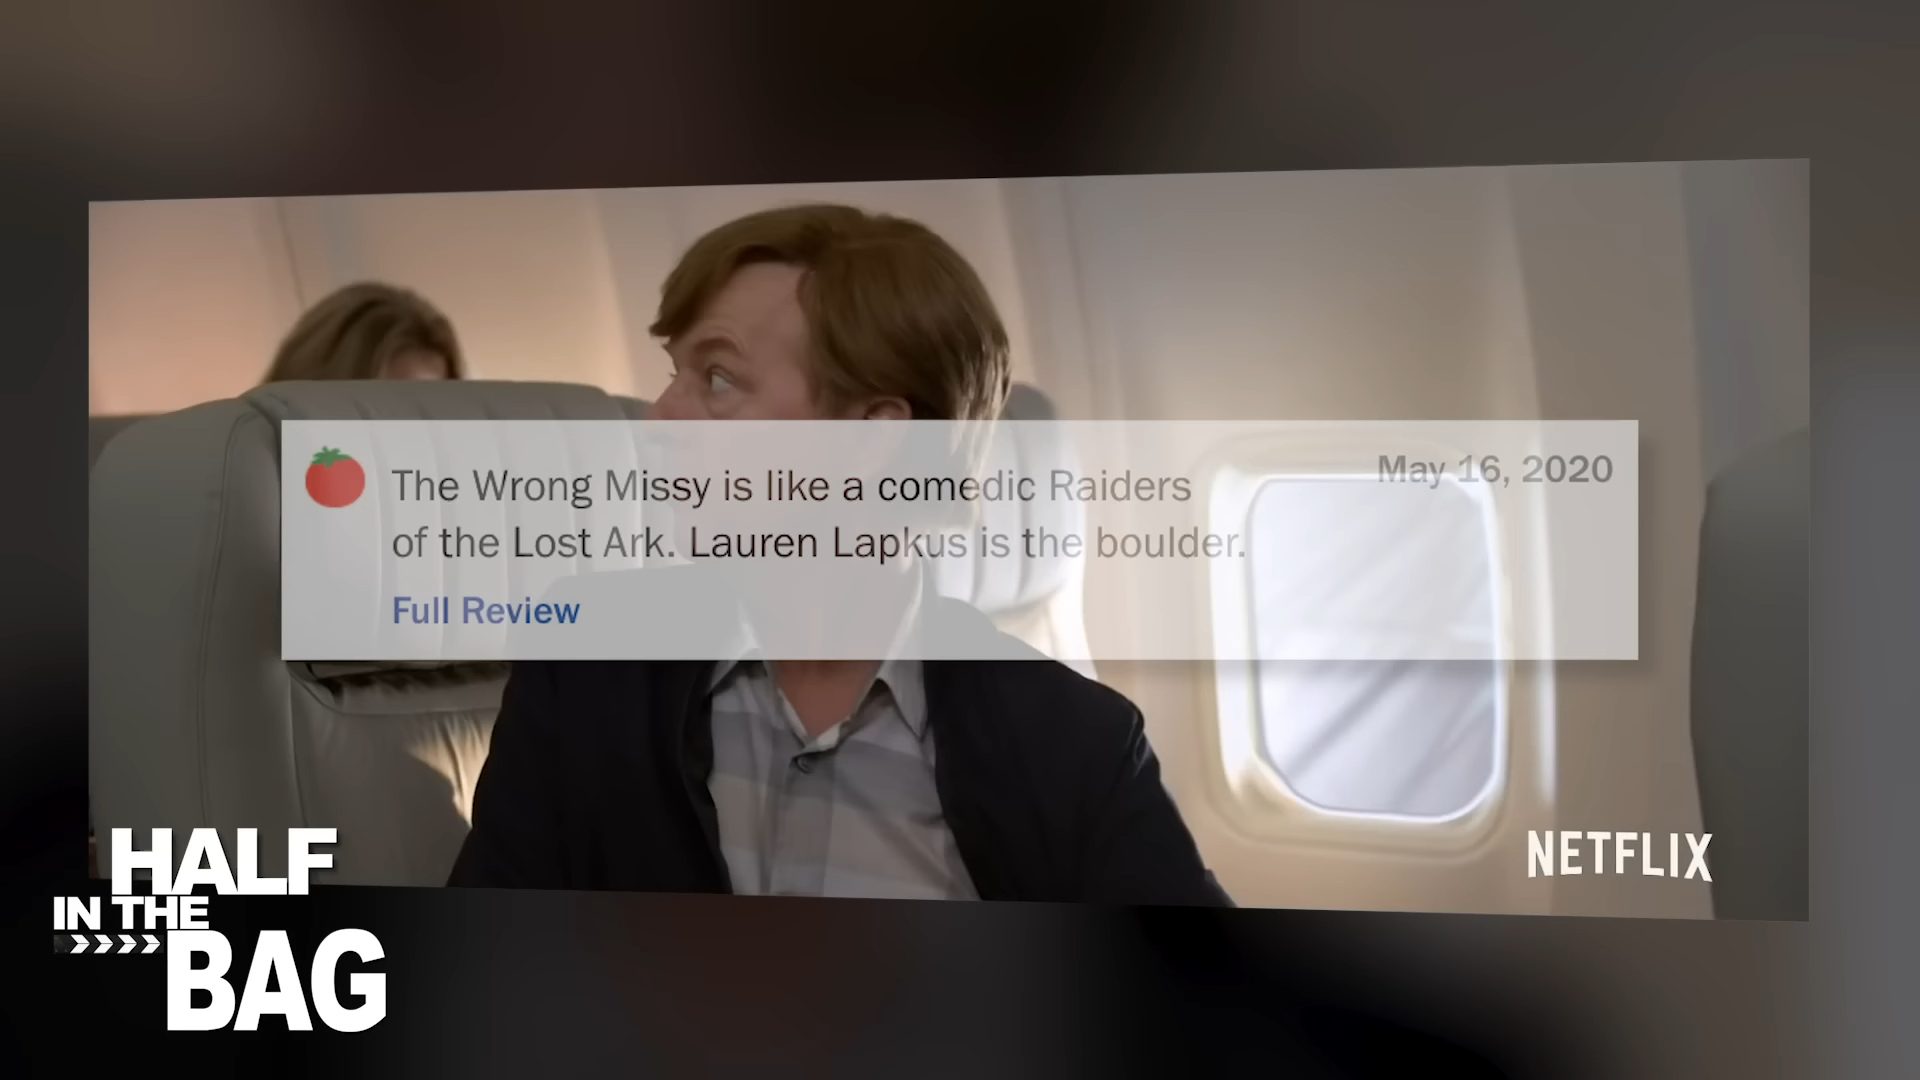 The Wrong Missy is like a comedic Raiders
May 16, 2020
of the Lost Ark. Lauren Lapkus is the boulder.
Full Review
NETFLIX
HALF
IN THE
BAG